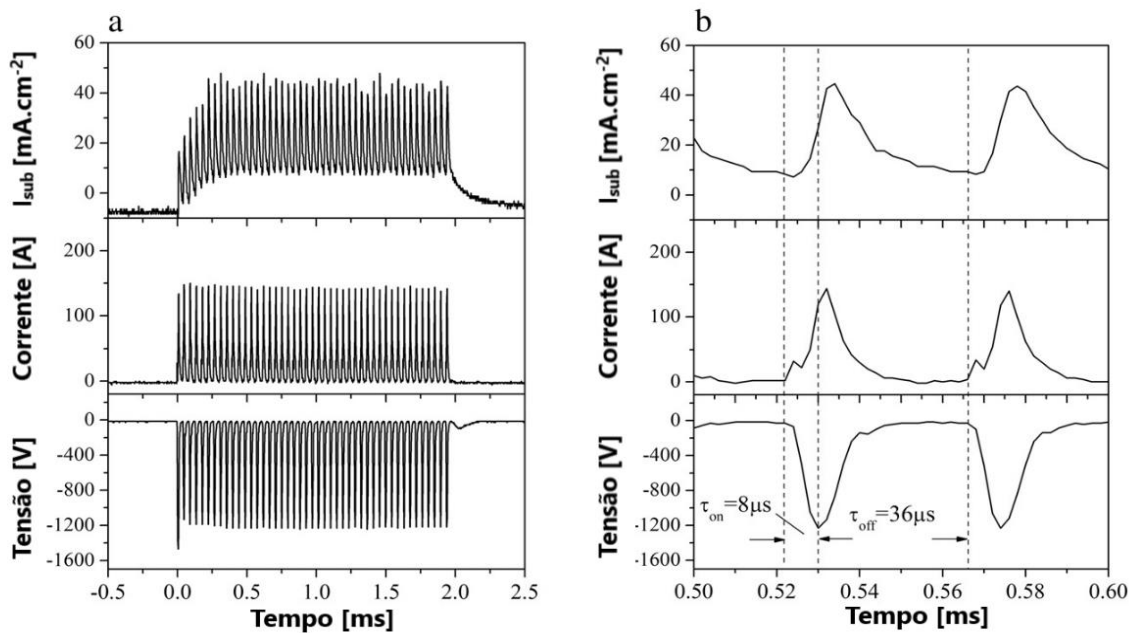 a
I_sub [mA.cm⁻²]
60
40
20
0
Corrente [A]
200
100
0
Tensão [V]
0
-400
-800
-1200
-1600
-0.5 0.0 0.5 1.0 1.5 2.0 2.5
Tempo [ms]
b
I_sub [mA.cm⁻²]
60
40
20
0
Corrente [A]
200
100
0
Tensão [V]
0
-400
-800
-1200
-1600
τ_on=8µs
τ_off=36µs
0.50 0.52 0.54 0.56 0.58 0.60
Tempo [ms]